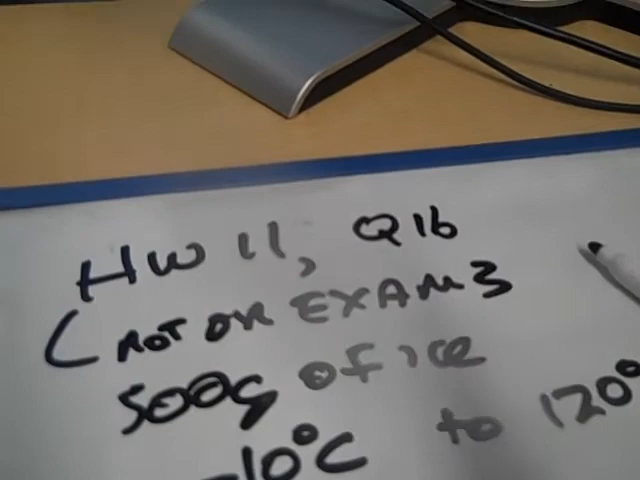 HW 11, Q16
(NOT ON EXAM 3
500g of ice
-10°C to 120°